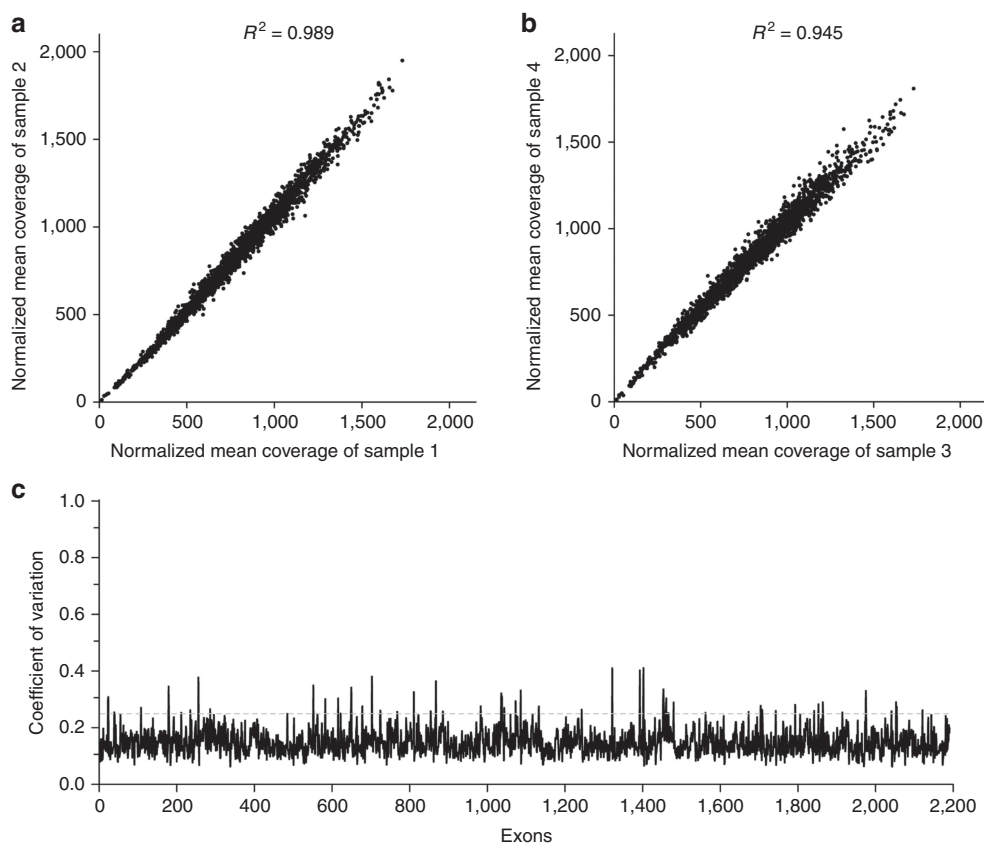 a
R² = 0.989
Normalized mean coverage of sample 2
2,000
1,500
1,000
500
0
0 500 1,000 1,500 2,000
Normalized mean coverage of sample 1
b
R² = 0.945
Normalized mean coverage of sample 4
2,000
1,500
1,000
500
0
0 500 1,000 1,500 2,000
Normalized mean coverage of sample 3
c
Coefficient of variation
1.0
0.8
0.6
0.4
0.2
0.0
0 200 400 600 800 1,000 1,200 1,400 1,600 1,800 2,000 2,200
Exons